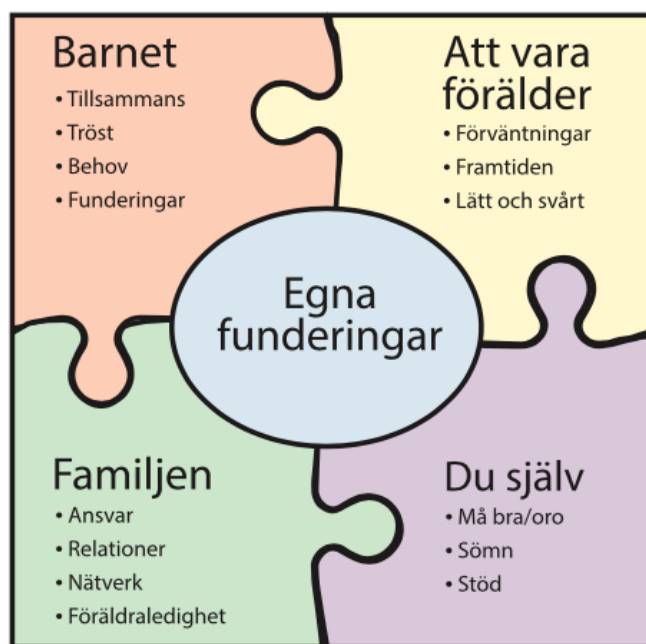 Barnet
• Tillsammans
• Tröst
• Behov
• Funderingar
Att vara
förälder
• Förväntningar
• Framtiden
• Lätt och svårt
Egna
funderingar
Familjen
• Ansvar
• Relationer
• Nätverk
• Föräldraledighet
Du själv
• Må bra/oro
• Sömn
• Stöd